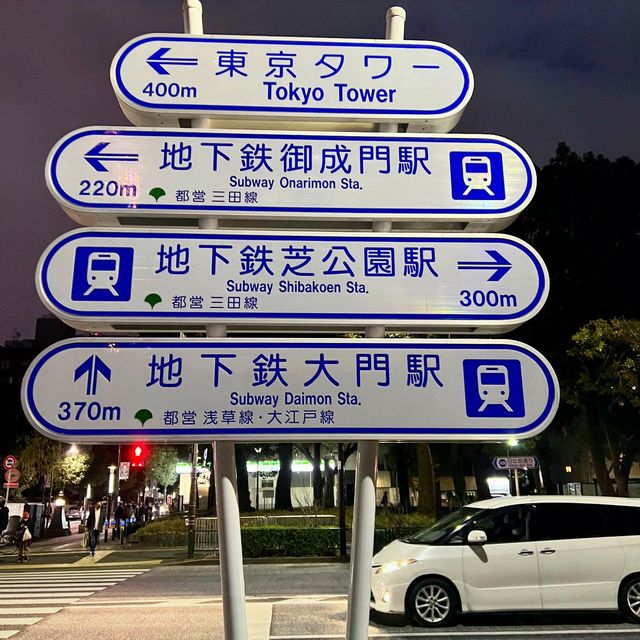 東京タワー
400m Tokyo Tower
地下鉄御成門駅
220m Subway Onarimon Sta.
都営 三田線
地下鉄芝公園駅
Subway Shibakoen Sta. 300m
都営 三田線
地下鉄大門駅
370m Subway Daimon Sta.
都営 浅草線・大江戸線